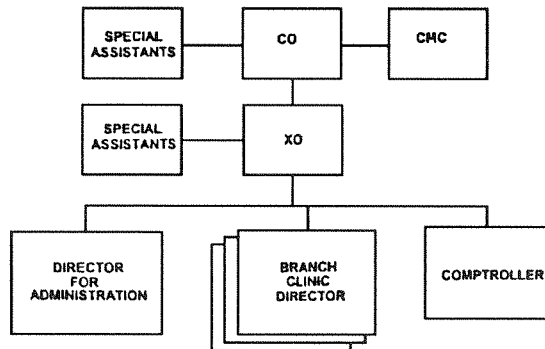 SPECIAL
ASSISTANTS
CO
CMC
SPECIAL
ASSISTANTS
XO
DIRECTOR
FOR
ADMINISTRATION
BRANCH
CLINIC
DIRECTOR
COMPTROLLER